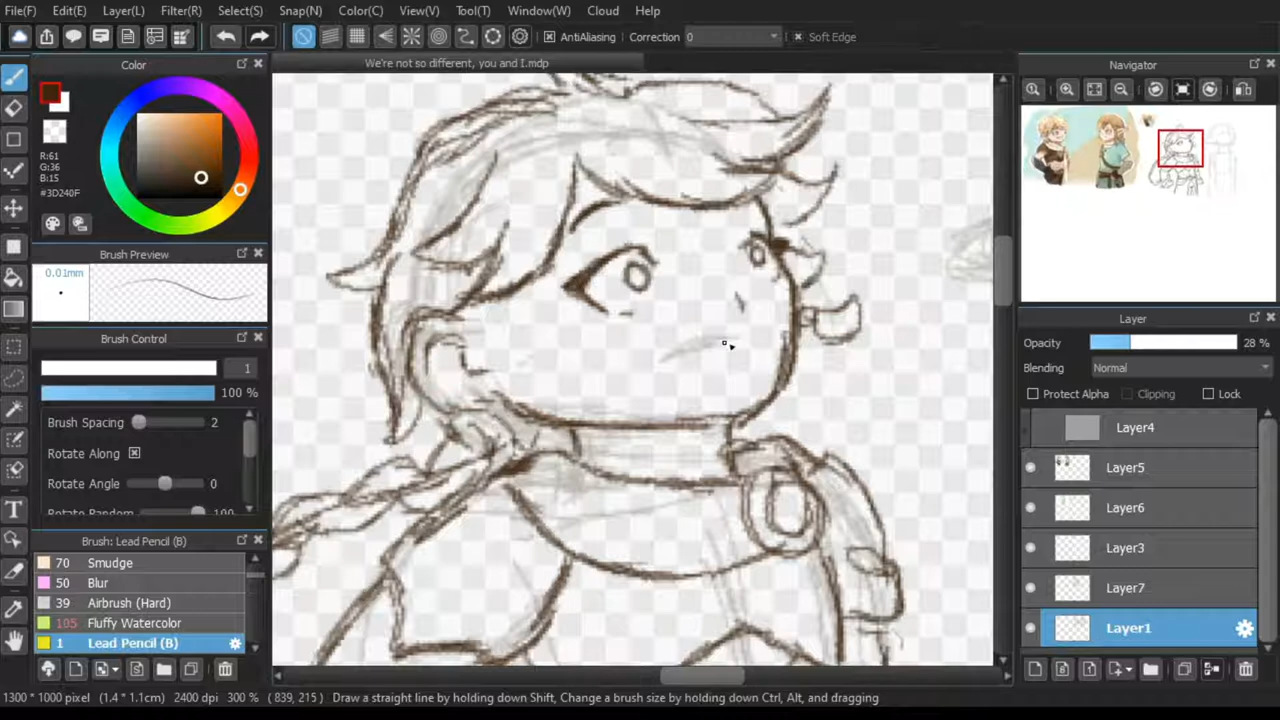 File(F) Edit(E) Layer(L) Filter(R) Select(S) Snap(N) Color(C) View(V) Tool(T) Window(W) Cloud Help
AntiAliasing Correction 0 Soft Edge
Color
We're not so different, you and I.mdp
Navigator
R:61
G:36
B:15
#3D240F
Brush Preview
0.01mm
Brush Control
1
100 %
Brush Spacing 2
Rotate Along
Rotate Angle 0
Rotate Random 100
Brush: Lead Pencil (B)
70 Smudge
50 Blur
39 Airbrush (Hard)
105 Fluffy Watercolor
1 Lead Pencil (B)
Layer
Opacity 28 %
Blending Normal
Protect Alpha Clipping Lock
Layer4
Layer5
Layer6
Layer3
Layer7
Layer1
1300 * 1000 pixel (1.4 * 1.1cm) 2400 dpi 300 % ( 839, 215 ) Draw a straight line by holding down Shift, Change a brush size by holding down Ctrl, Alt, and dragging